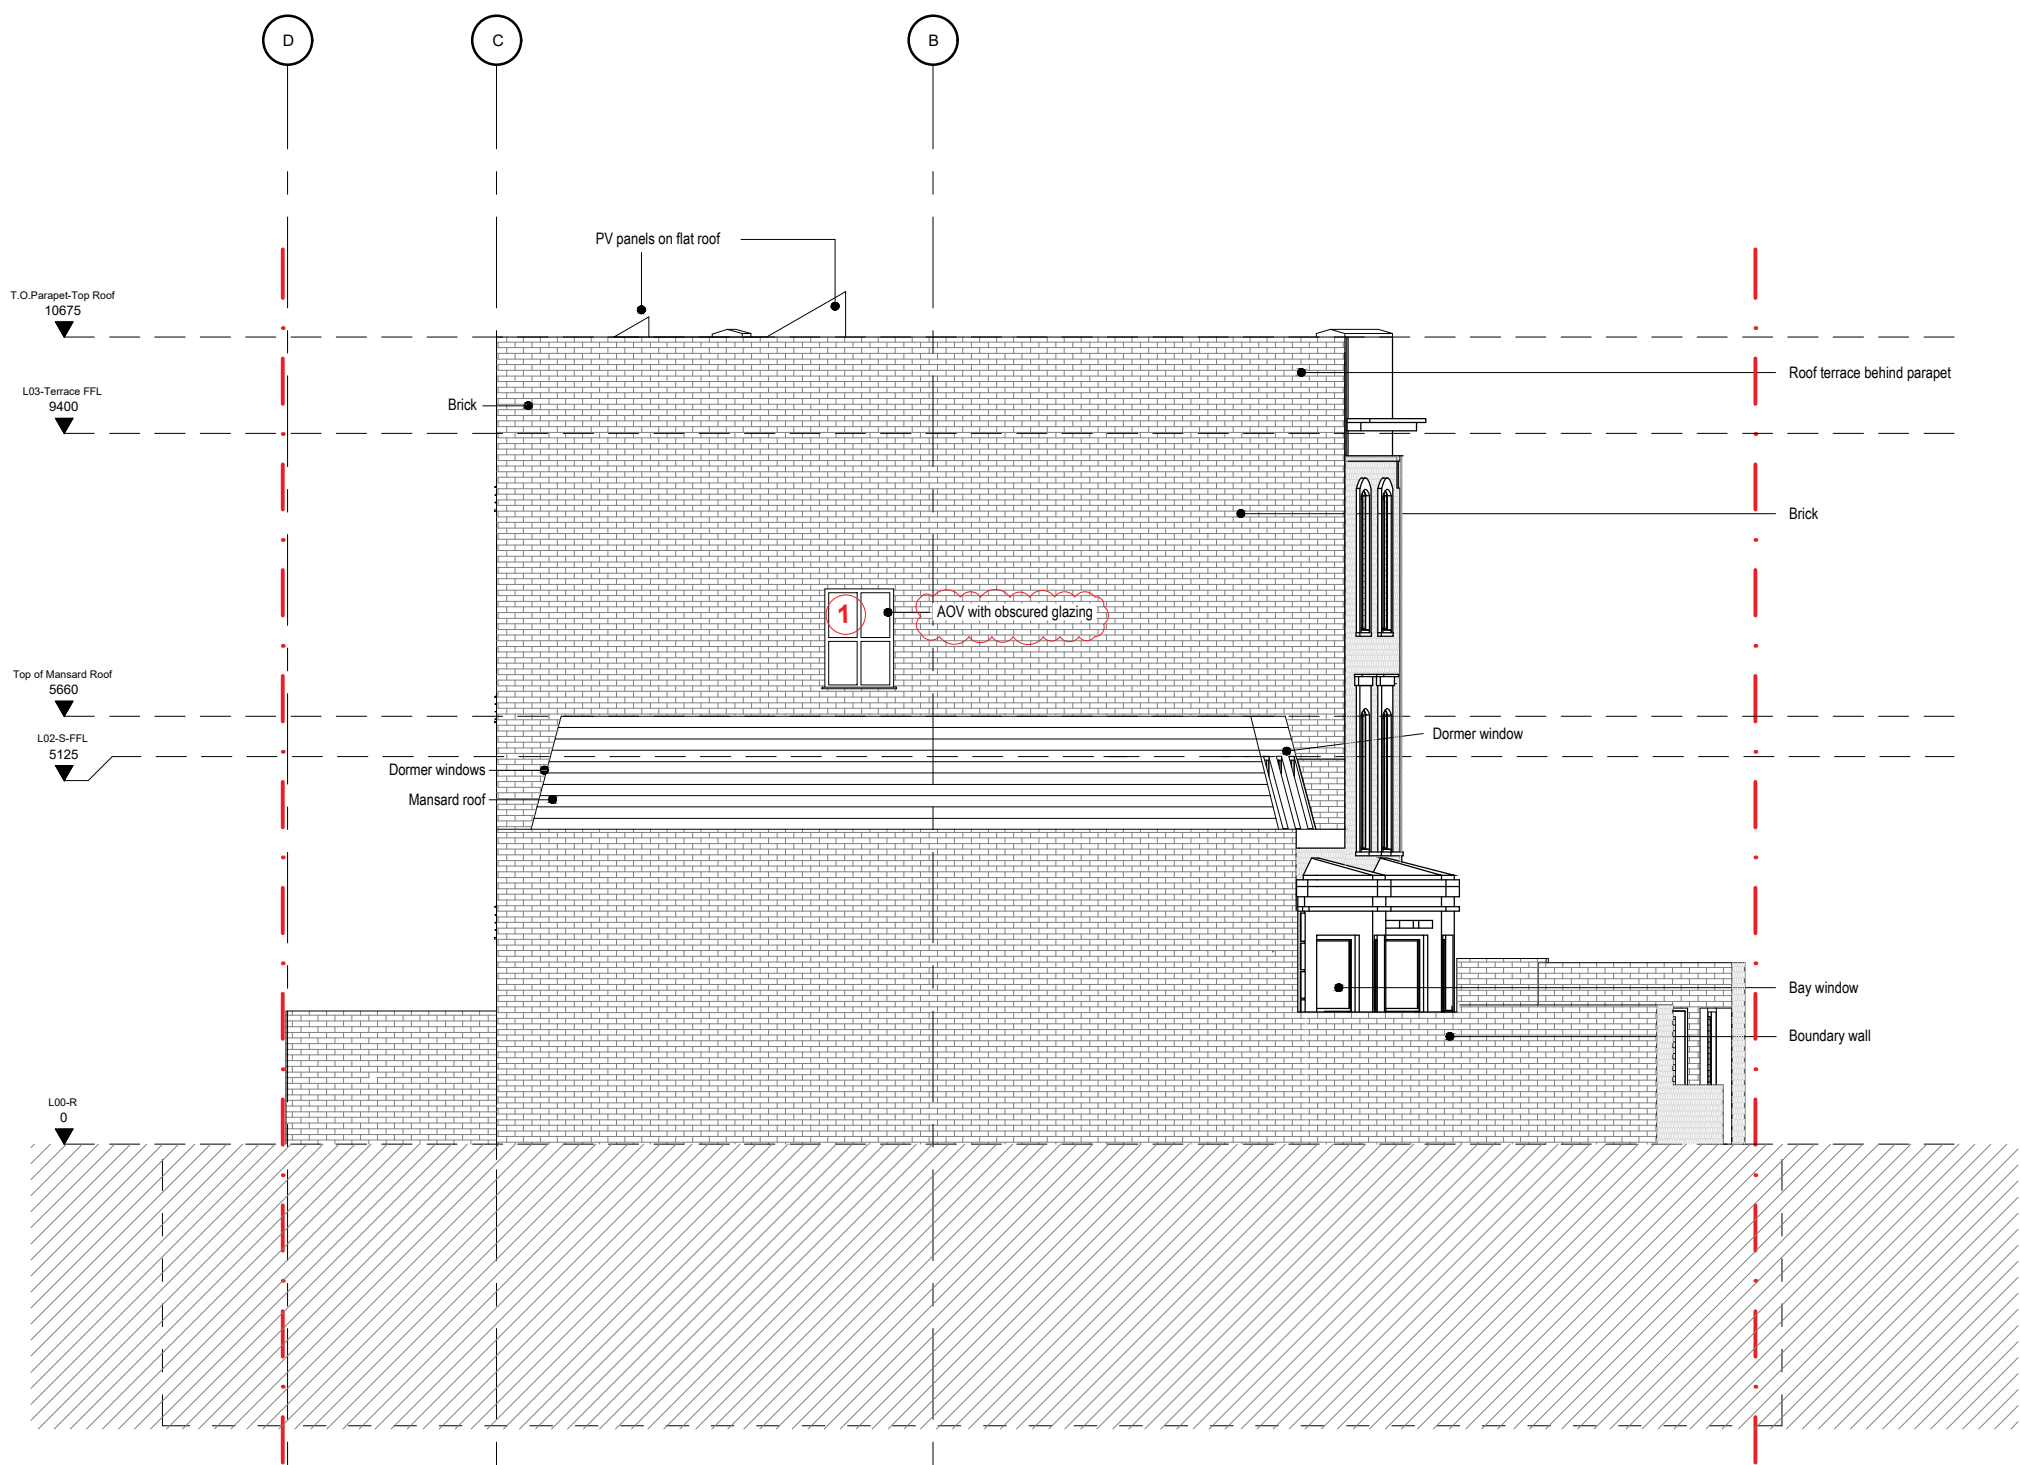 D
C
B
PV panels on flat roof
T.O.Parapet-Top Roof
10675
Roof terrace behind parapet
L03-Terrace FFL
9400
Brick
Brick
1
AOV with obscured glazing
Top of Mansard Roof
5660
L02-S-FFL
5125
Dormer window
Dormer windows
Mansard roof
Bay window
Boundary wall
L00-R
0